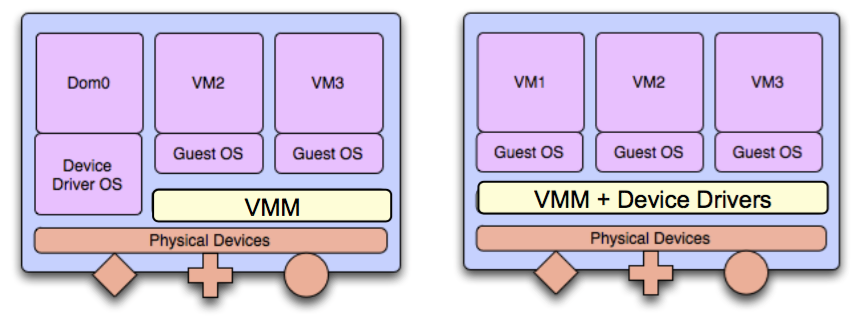 Dom0
VM2
VM3
Device
Driver OS
Guest OS
Guest OS
VMM
Physical Devices
VM1
VM2
VM3
Guest OS
Guest OS
Guest OS
VMM + Device Drivers
Physical Devices